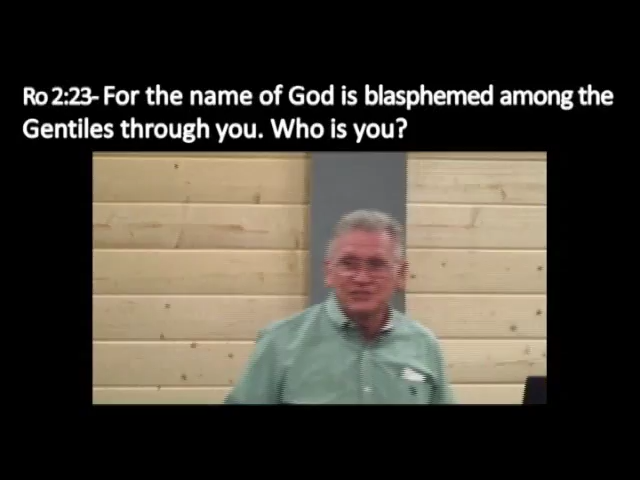 Ro 2:23- For the name of God is blasphemed among the
Gentiles through you. Who is you?